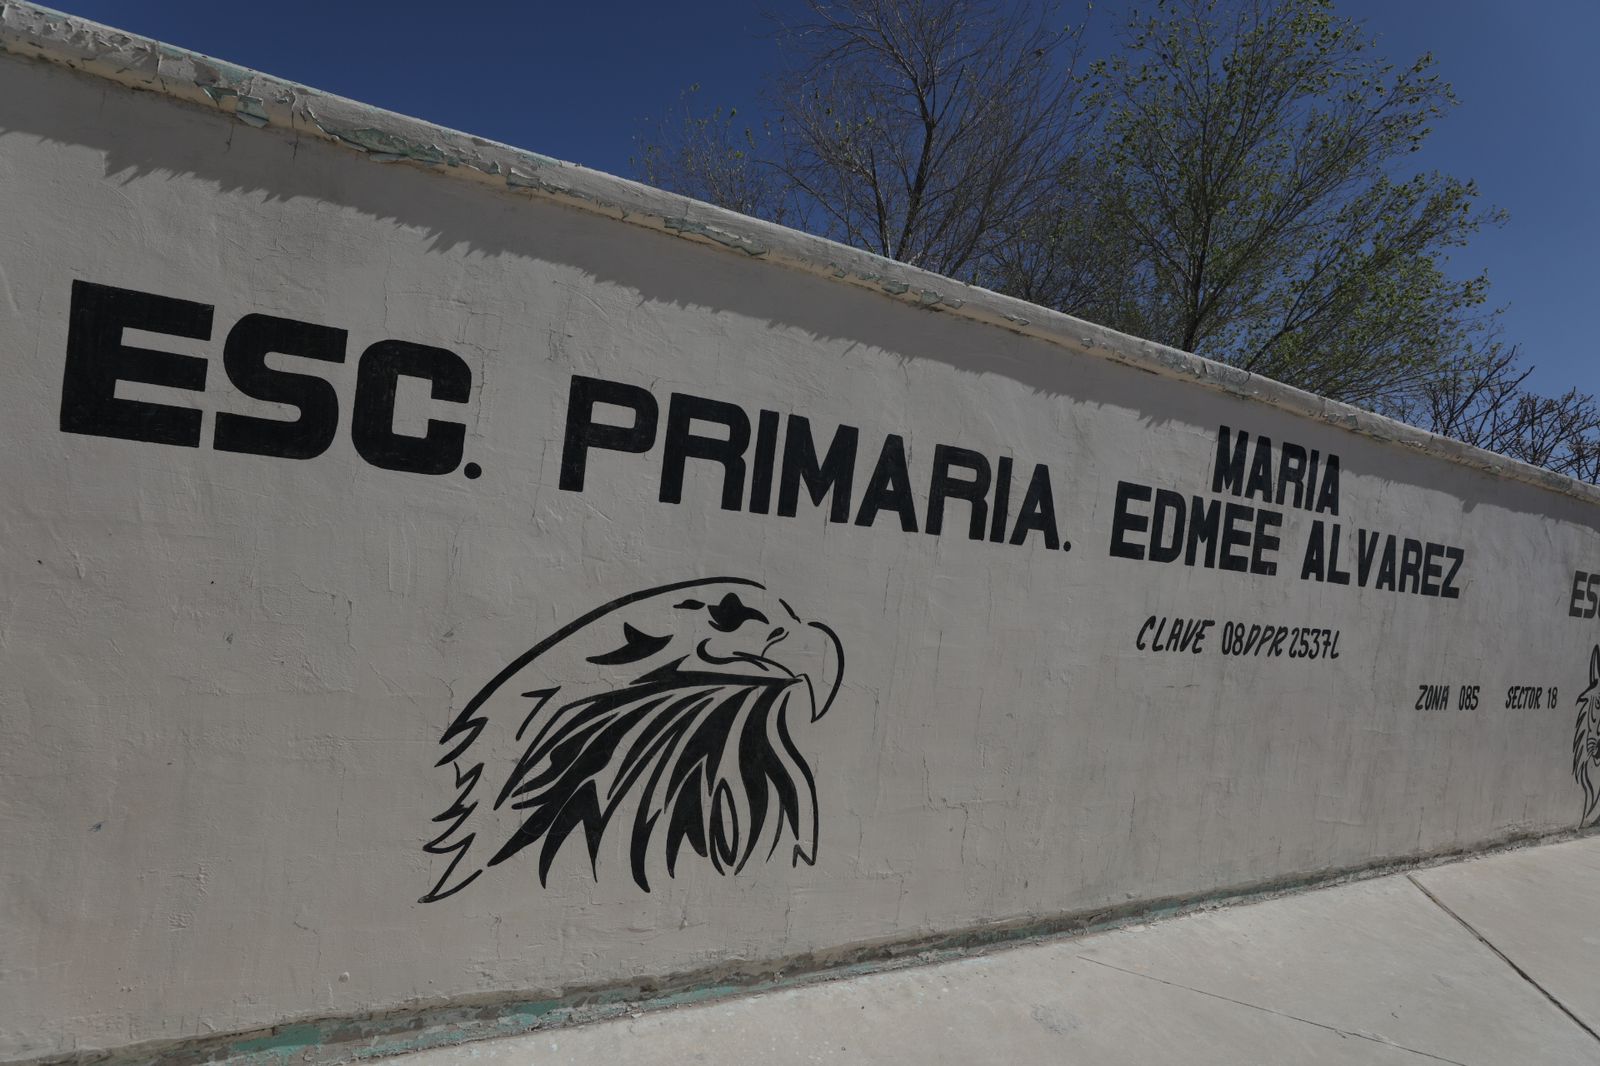 ESC. PRIMARIA. MARIA
EDMEE ALVAREZ
CLAVE 08DPR2537L
ZONA 085 SECTOR 18